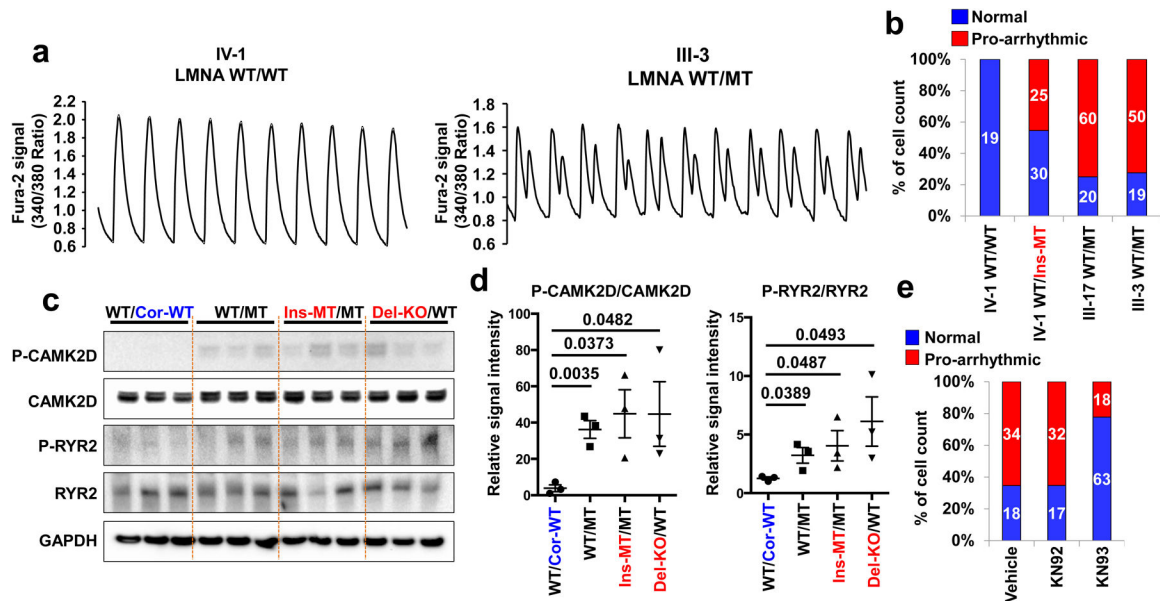 a
IV-1
LMNA WT/WT
Fura-2 signal
(340/380 Ratio)
2.2
2.0
1.8
1.6
1.4
1.2
1.0
0.8
0.6
III-3
LMNA WT/MT
Fura-2 signal
(340/380 Ratio)
1.8
1.6
1.4
1.2
1.0
0.8
0.6
b
Normal
Pro-arrhythmic
% of cell count
100%
80%
60%
40%
20%
0%
19
25
30
60
20
50
19
IV-1 WT/WT
IV-1 WT/Ins-MT
III-17 WT/MT
III-3 WT/MT
c
WT/Cor-WT WT/MT Ins-MT/MT Del-KO/WT
P-CAMK2D
CAMK2D
P-RYR2
RYR2
GAPDH
d
P-CAMK2D/CAMK2D
Relative signal intensity
100
80
60
40
20
0
0.0482
0.0373
0.0035
WT/Cor-WT
WT/MT
Ins-MT/MT
Del-KO/WT
P-RYR2/RYR2
Relative signal intensity
15
10
5
0
0.0493
0.0487
0.0389
WT/Cor-WT
WT/MT
Ins-MT/MT
Del-KO/WT
e
Normal
Pro-arrhythmic
% of cell count
100%
80%
60%
40%
20%
0%
34
18
32
17
18
63
Vehicle
KN92
KN93